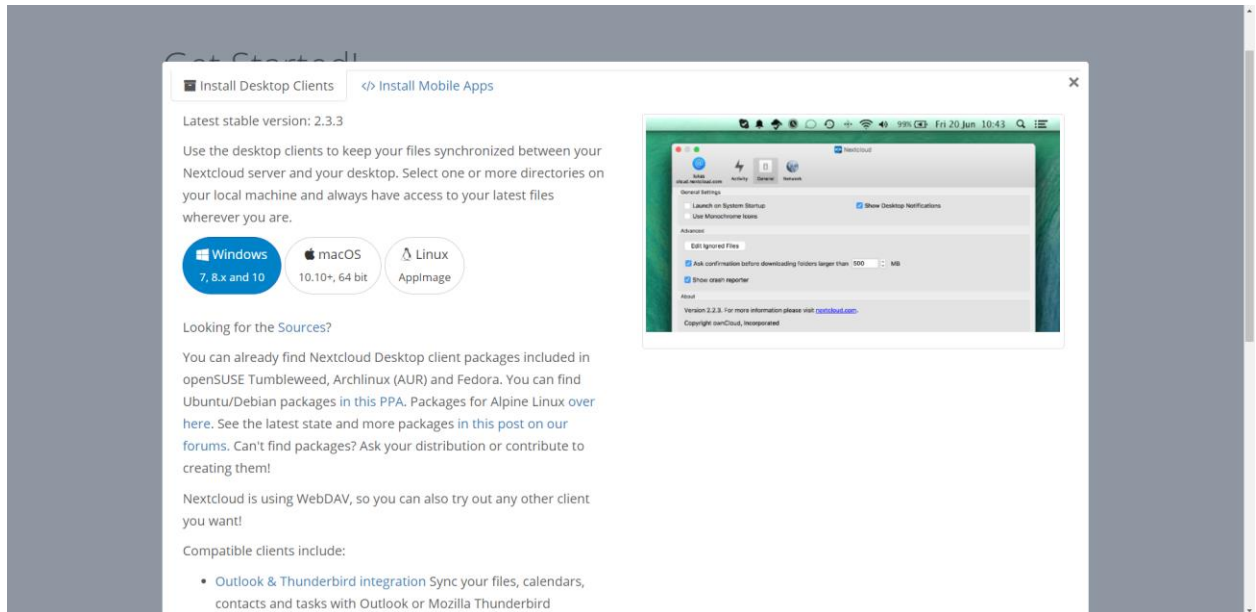 Get Started!
Install Desktop Clients
</> Install Mobile Apps
×
Latest stable version: 2.3.3
Use the desktop clients to keep your files synchronized between your
Nextcloud server and your desktop. Select one or more directories on
your local machine and always have access to your latest files
wherever you are.
Windows
7, 8.x and 10
macOS
10.10+, 64 bit
Linux
AppImage
Looking for the Sources?
You can already find Nextcloud Desktop client packages included in
openSUSE Tumbleweed, Archlinux (AUR) and Fedora. You can find
Ubuntu/Debian packages in this PPA. Packages for Alpine Linux over
here. See the latest state and more packages in this post on our
forums. Can't find packages? Ask your distribution or contribute to
creating them!
Nextcloud is using WebDAV, so you can also try out any other client
you want!
Compatible clients include:
• Outlook & Thunderbird integration Sync your files, calendars,
contacts and tasks with Outlook or Mozilla Thunderbird
99% Fri 20 Jun 10:43
Nextcloud
cloud.nextcloud.com
Activity
General
Network
General Settings
Launch on System Startup
Show Desktop Notifications
Use Monochrome Icons
Advanced
Edit Ignored Files
Ask confirmation before downloading folders larger than 500 MB
Show crash reporter
About
Version 2.2.3. For more information please visit nextcloud.com.
Copyright ownCloud, Incorporated